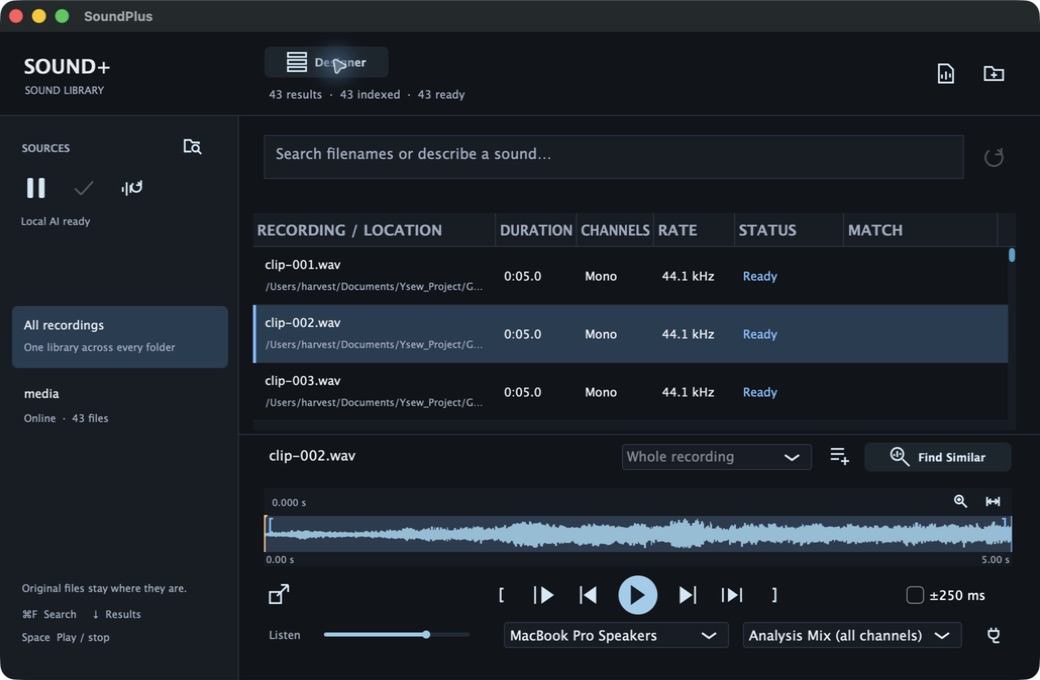 SoundPlus
SOUND+
SOUND LIBRARY
Designer
43 results · 43 indexed · 43 ready
SOURCES
Local AI ready
All recordings
One library across every folder
media
Online · 43 files
Original files stay where they are.
⌘F Search ↓ Results
Space Play / stop
Search filenames or describe a sound...
RECORDING / LOCATION DURATION CHANNELS RATE STATUS MATCH
clip-001.wav
/Users/harvest/Documents/Ysew_Project/G...
0:05.0 Mono 44.1 kHz Ready
clip-002.wav
/Users/harvest/Documents/Ysew_Project/G...
0:05.0 Mono 44.1 kHz Ready
clip-003.wav
/Users/harvest/Documents/Ysew_Project/G...
0:05.0 Mono 44.1 kHz Ready
clip-002.wav
Whole recording
Find Similar
0.000 s
0.00 s 5.00 s
[ ]
±250 ms
Listen
MacBook Pro Speakers
Analysis Mix (all channels)